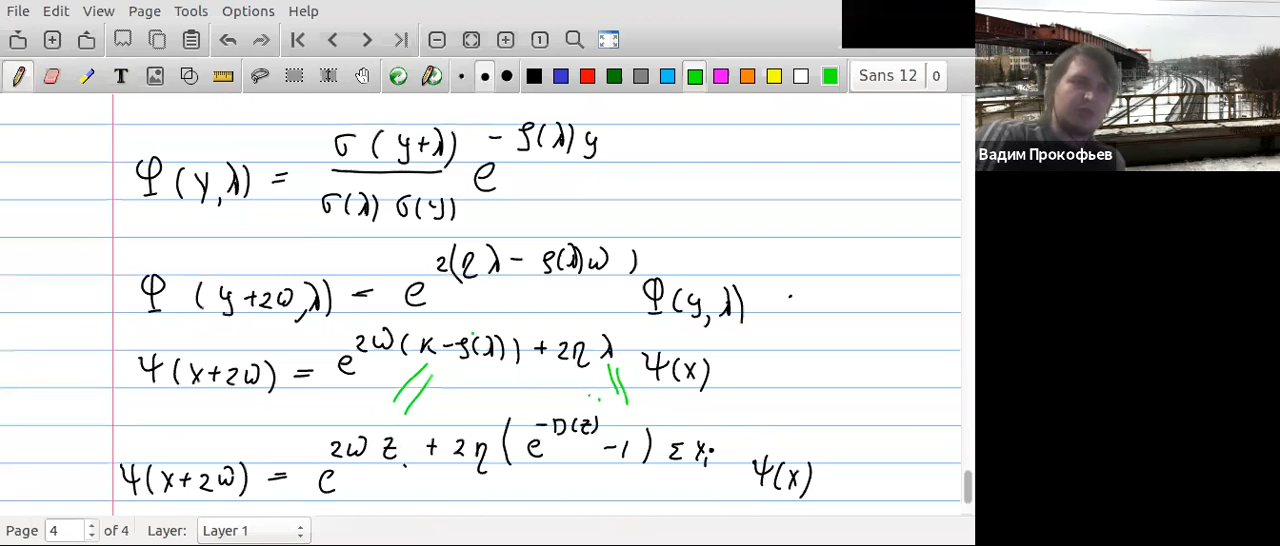 File Edit View Page Tools Options Help
Sans 12 0
Вадим Прокофьев
Φ(y,λ) = σ(y+λ) / σ(λ) σ(y) e^{-ζ(λ)y}
Φ(y+2ω,λ) = e^{2(ηλ - ζ(λ)ω)} Φ(y,λ)
Ψ(x+2ω) = e^{2ω(K-ζ(λ)) + 2ηλ} Ψ(x)
Ψ(x+2ω) = e^{2ωz + 2η(e^{-D(z)} -1) Σ x_i} Ψ(x)
Page 4 of 4 Layer: Layer 1